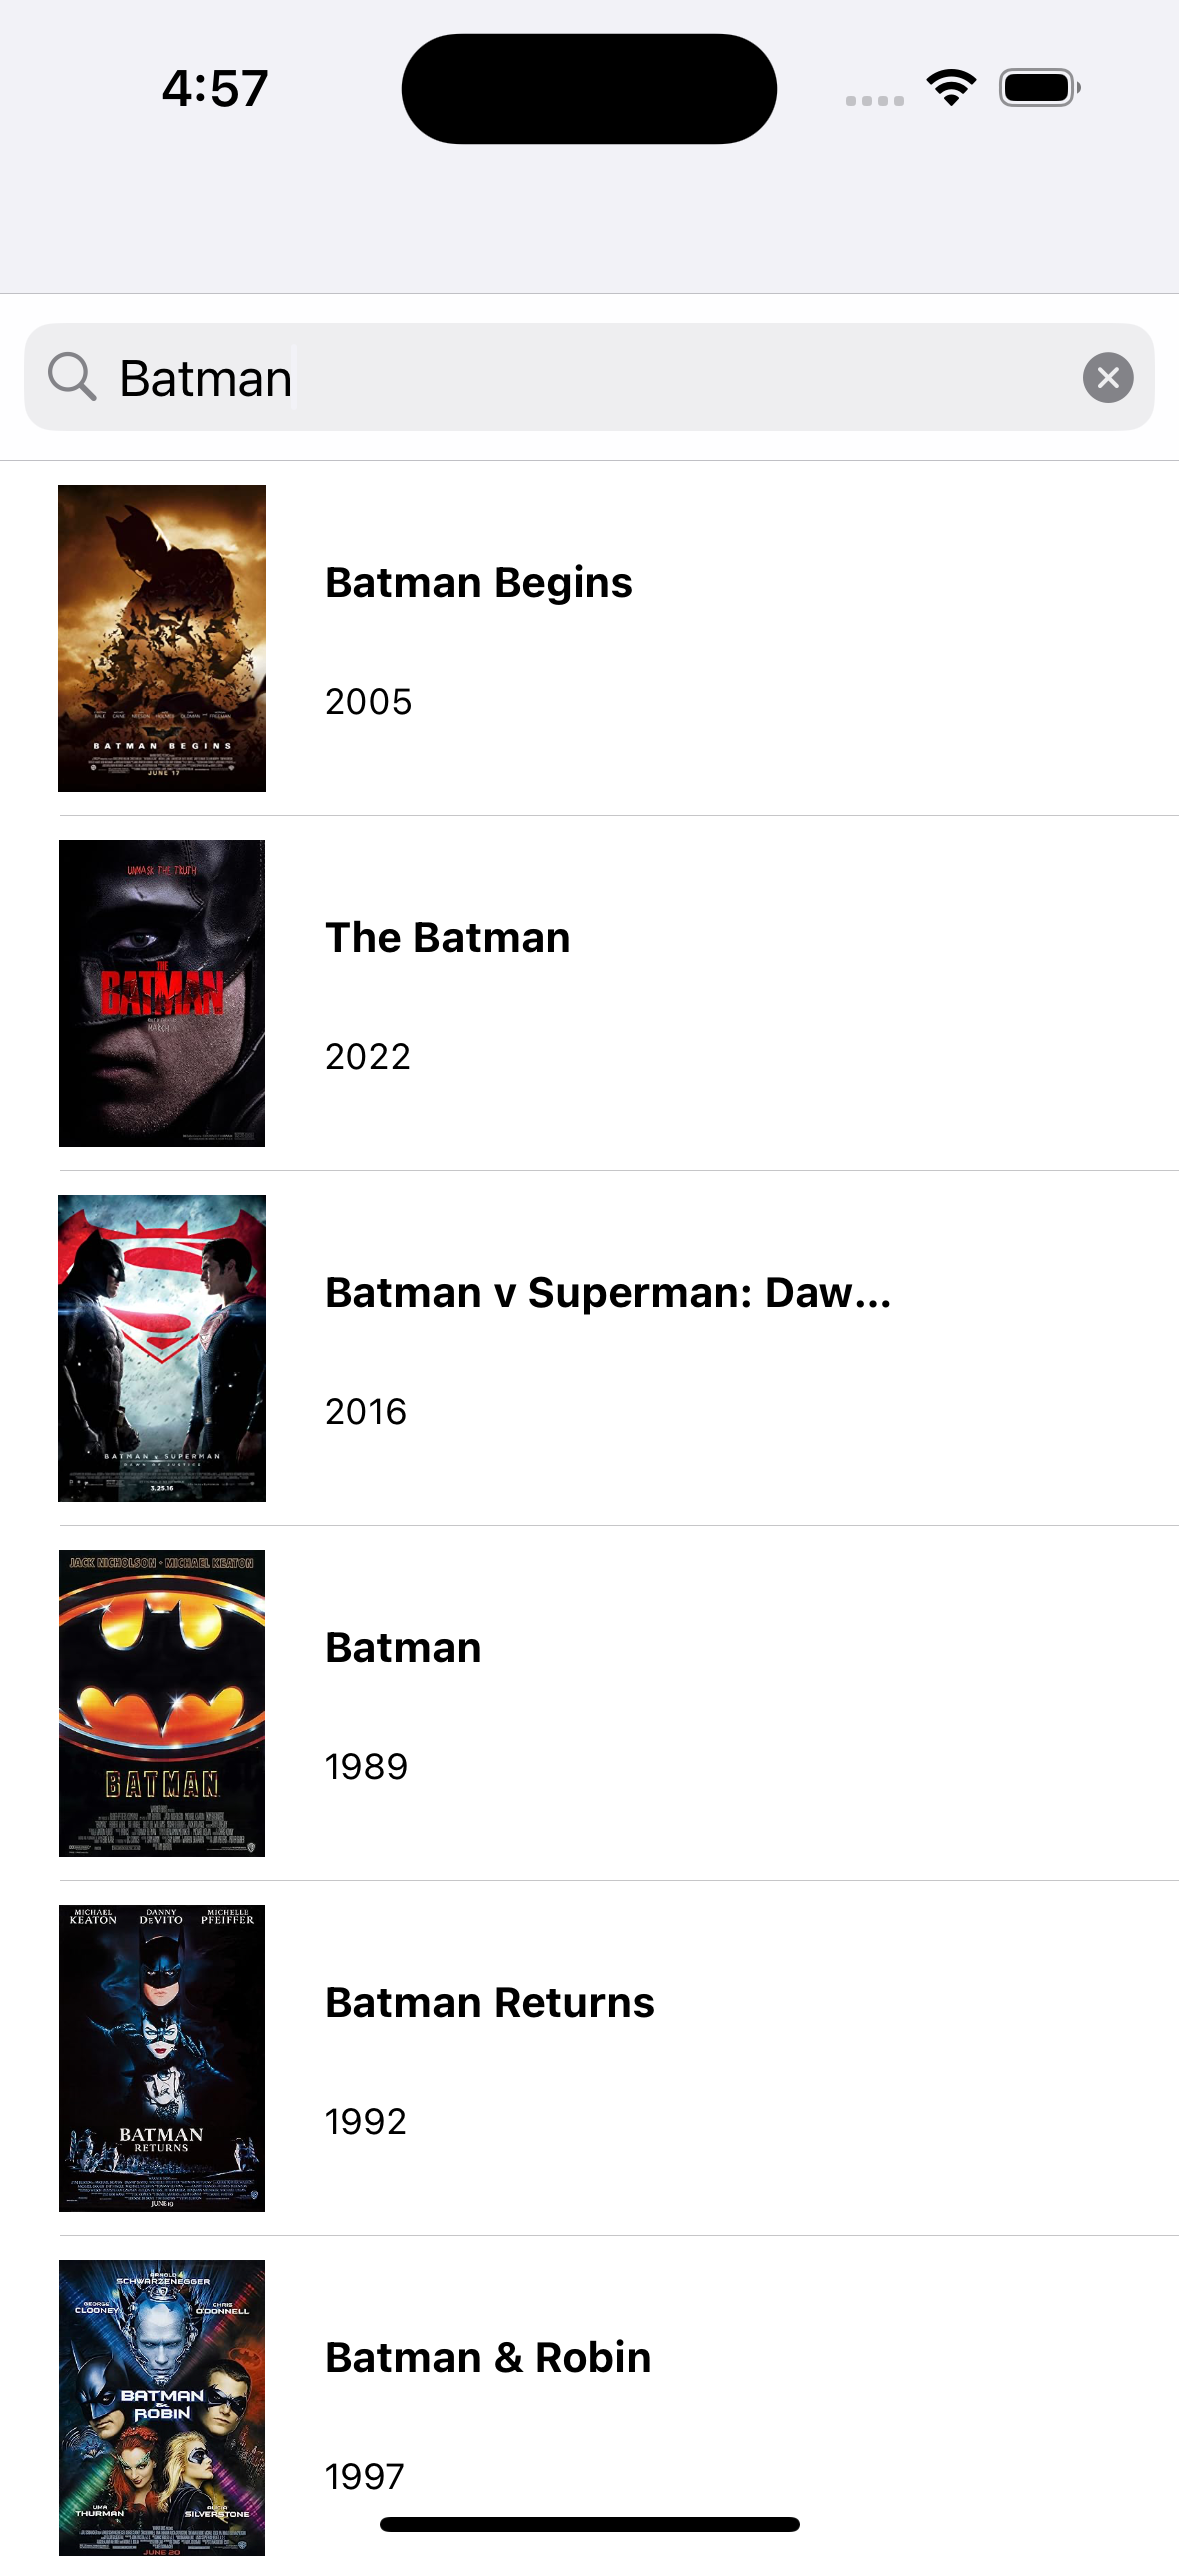 4:57
Batman
BATMAN BEGINS
JUNE 17
Batman Begins
2005
UNMASK THE TRUTH
THE
BATMAN
MARCH
The Batman
2022
BATMAN v SUPERMAN
DAWN OF JUSTICE
3.25.16
Batman v Superman: Daw...
2016
JACK NICHOLSON · MICHAEL KEATON
BATMAN
Batman
1989
MICHAEL KEATON
DANNY DEVITO
MICHELLE PFEIFFER
BATMAN
RETURNS
JUNE 19
Batman Returns
1992
ARNOLD
SCHWARZENEGGER
GEORGE CLOONEY
CHRIS O'DONNELL
BATMAN
&
ROBIN
UMA THURMAN
ALICIA SILVERSTONE
JUNE 20
Batman & Robin
1997